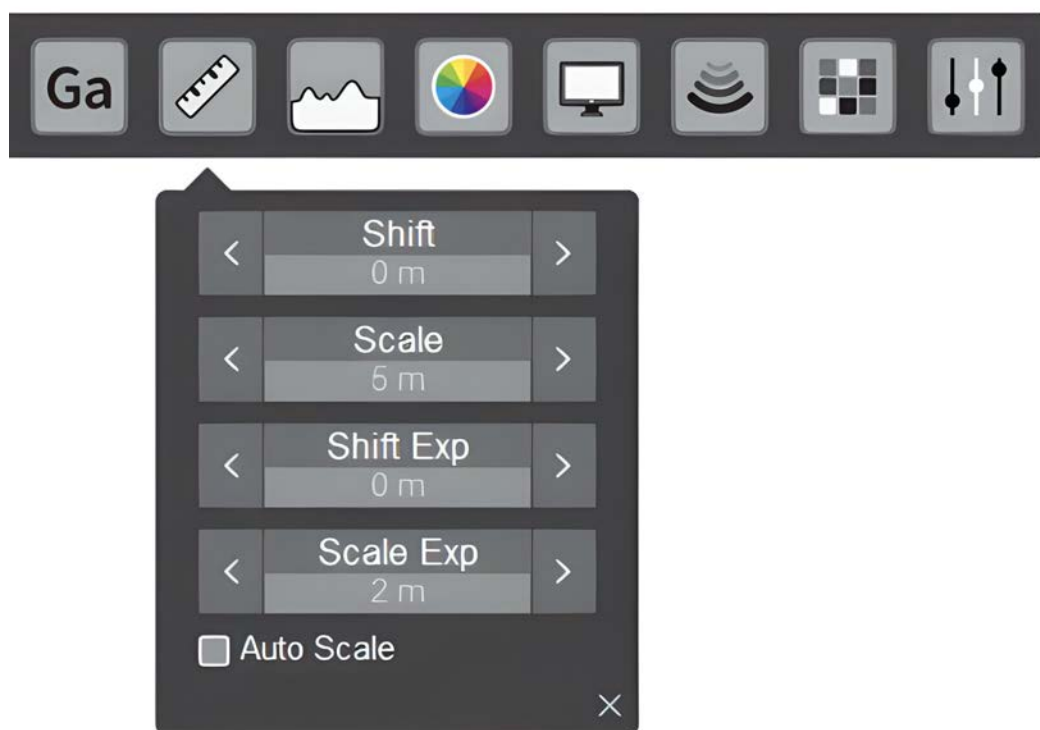 Ga
Shift
0 m
Scale
5 m
Shift Exp
0 m
Scale Exp
2 m
Auto Scale